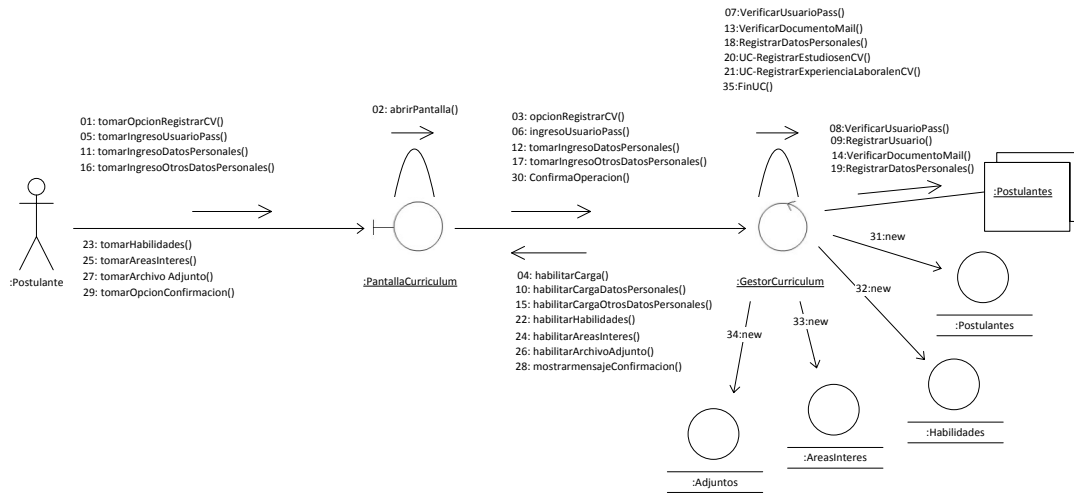 07:VerificarUsuarioPass()
13:VerificarDocumentoMail()
18:RegistrarDatosPersonales()
20:UC-RegistrarEstudiosenCV()
21:UC-RegistrarExperienciaLaboralenCV()
35:FinUC()
02: abrirPantalla()
01: tomarOpcionRegistrarCV()
05: tomarIngresoUsuarioPass()
11: tomarIngresoDatosPersonales()
16: tomarIngresoOtrosDatosPersonales()
03: opcionRegistrarCV()
06: ingresoUsuarioPass()
12: tomarIngresoDatosPersonales()
17: tomarIngresoOtrosDatosPersonales()
30: ConfirmaOperacion()
08:VerificarUsuarioPass()
09:RegistrarUsuario()
14:VerificarDocumentoMail()
19:RegistrarDatosPersonales()
:Postulantes
:Postulante
23: tomarHabilidades()
25: tomarAreasInteres()
27: tomarArchivo Adjunto()
29: tomarOpcionConfirmacion()
:PantallaCurriculum
04: habilitarCarga()
10: habilitarCargaDatosPersonales()
15: habilitarCargaOtrosDatosPersonales()
22: habilitarHabilidades()
24: habilitarAreasInteres()
26: habilitarArchivoAdjunto()
28: mostrarmensajeConfirmacion()
:GestorCurriculum
31:new
32:new
33:new
34:new
:Postulantes
:Habilidades
:AreasInteres
:Adjuntos